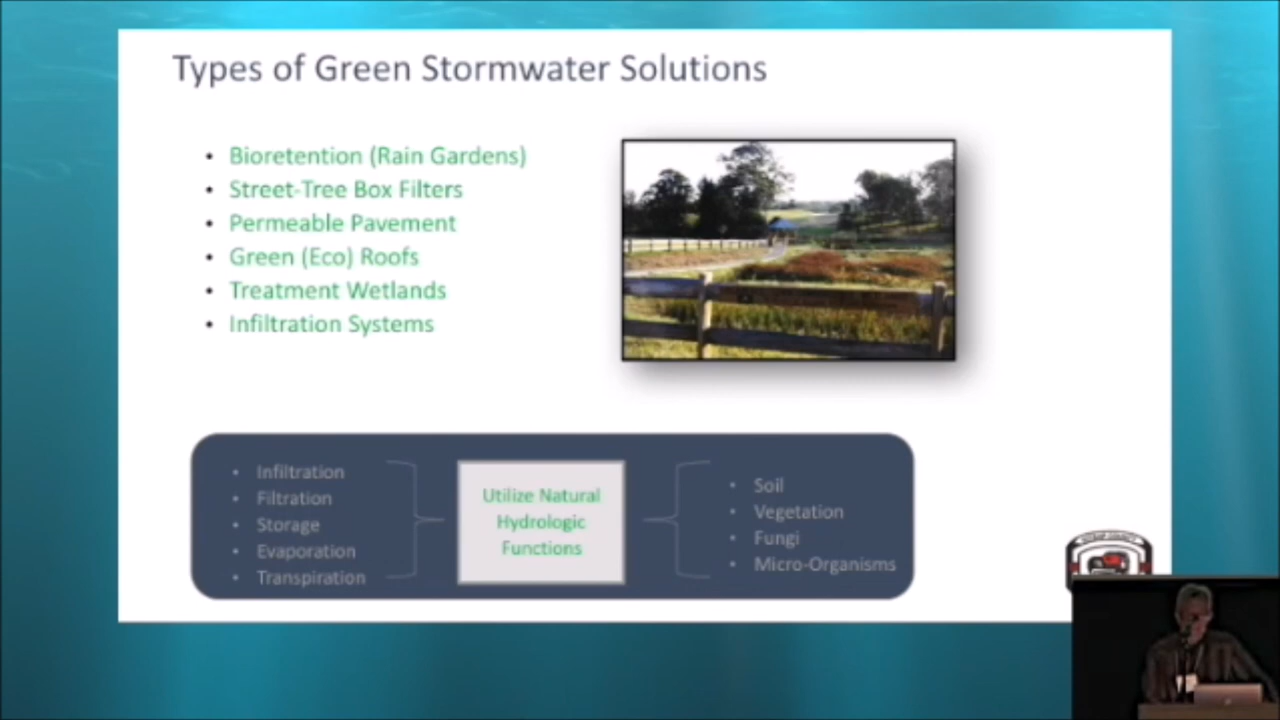 Types of Green Stormwater Solutions
Bioretention (Rain Gardens)
Street-Tree Box Filters
Permeable Pavement
Green (Eco) Roofs
Treatment Wetlands
Infiltration Systems
Infiltration
Filtration
Storage
Evaporation
Transpiration
Utilize Natural
Hydrologic
Functions
Soil
Vegetation
Fungi
Micro-Organisms